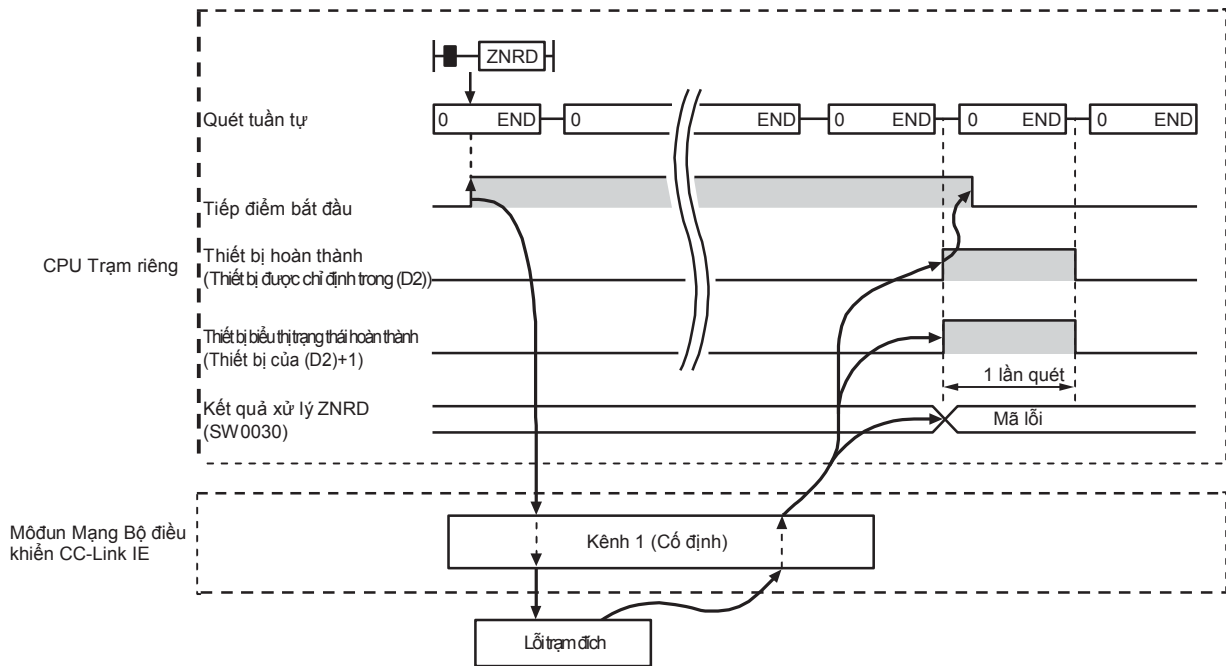 ZNRD
Quét tuần tự
0 END 0 END 0 END 0 END 0 END
Tiếp điểm bắt đầu
CPU Trạm riêng
Thiết bị hoàn thành
(Thiết bị được chỉ định trong (D2))
Thiết bị biểu thị trạng thái hoàn thành
(Thiết bị của (D2)+1)
1 lần quét
Kết quả xử lý ZNRD
(SW0030)
Mã lỗi
Môđun Mạng Bộ điều
khiển CC-Link IE
Kênh 1 (Cố định)
Lỗi trạm đích